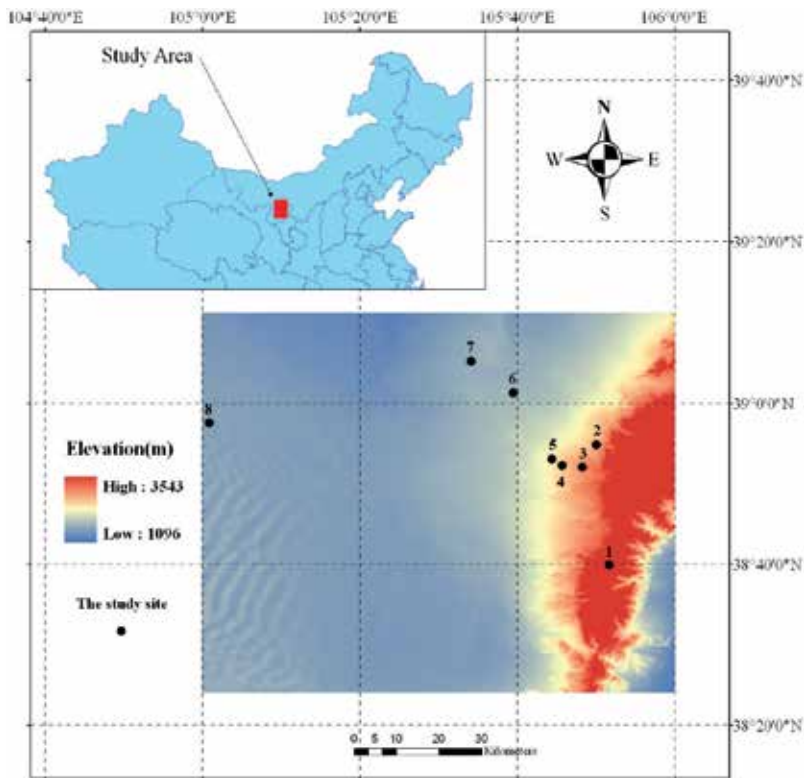 104°40'0"E 105°0'0"E 105°20'0"E 105°40'0"E 106°0'0"E
Study Area
39°40'0"N
N
W E
S
39°20'0"N
7
6
39°0'0"N
8
2
5 3
4
Elevation(m)
High : 3543
Low : 1096
1
38°40'0"N
The study site
38°20'0"N
0 5 10 20 30
Kilometers